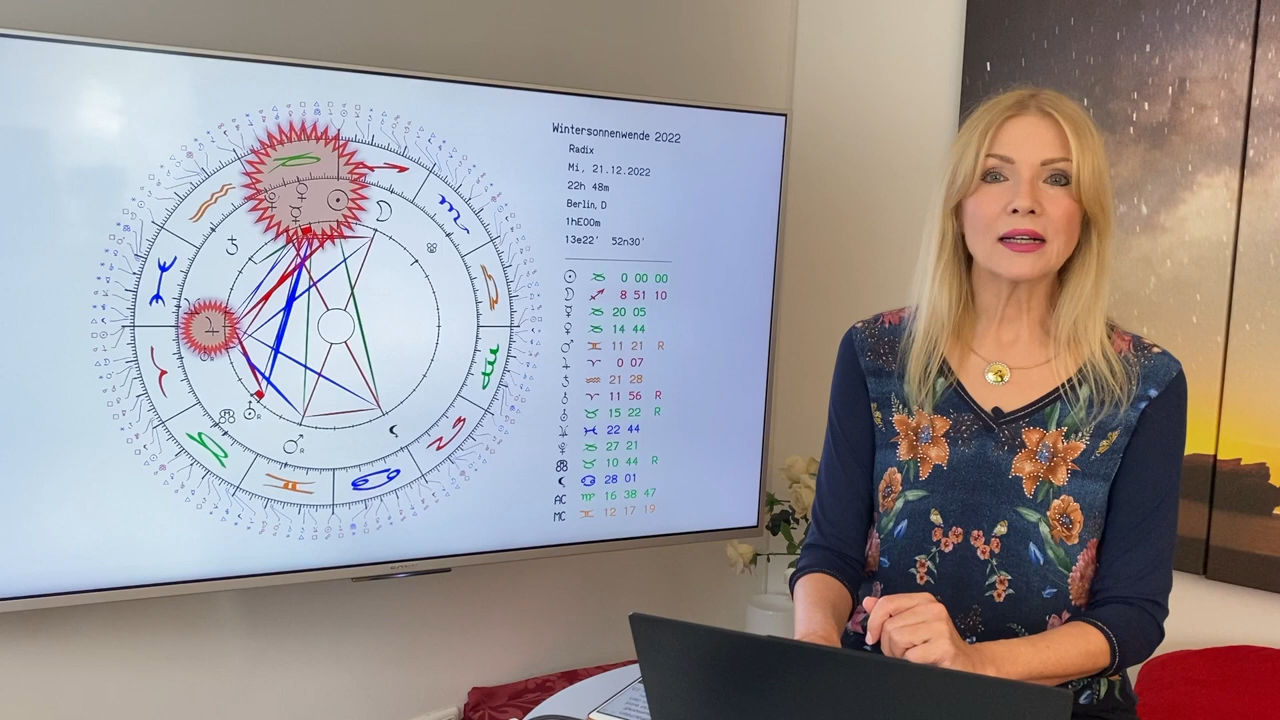 Wintersonnenwende 2022
Radix
Mi, 21.12.2022
22h 48m
Berlin, D
1hE00m
13e22' 52n30'
☉ ♑ 0 00 00
☽ ♐ 8 51 10
☿ ♑ 20 05
♀ ♑ 14 44
♂ ♊ 11 21 R
♃ ♈ 0 07
♄ ♒ 21 28
⚷ ♈ 11 56 R
♅ ♉ 15 22 R
♆ ♓ 22 44
♇ ♑ 27 21
☊ ♉ 10 44 R
⚸ ♋ 28 01
AC ♍ 16 38 47
MC ♊ 12 17 19